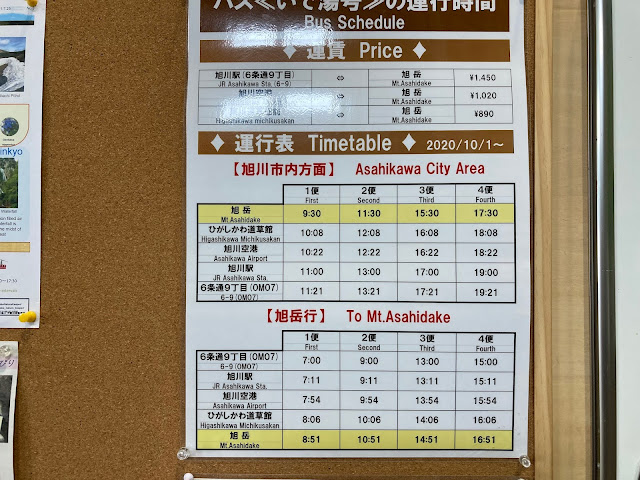 バス≪いで湯号≫の運行時間
Bus Schedule
◆ 運賃 Price ◆
旭川駅(6条通9丁目) ⇔ 旭岳 ¥1,450
JR Asahikawa Sta. (6-9) Mt.Asahidake
旭川空港 ⇔ 旭岳 ¥1,020
Mt.Asahidake
⇔ 旭岳 ¥890
Higashikawa michikusakan Mt.Asahidake
◆ 運行表 Timetable ◆ 2020/10/1~
【旭川市内方面】 Asahikawa City Area
1便 2便 3便 4便
First Second Third Fourth
旭岳 9:30 11:30 15:30 17:30
Mt.Asahidake
ひがしかわ道草館 10:08 12:08 16:08 18:08
Higashikawa Michikusakan
旭川空港 10:22 12:22 16:22 18:22
Asahikawa Airport
旭川駅 11:00 13:00 17:00 19:00
JR Asahikawa Sta.
6条通9丁目(OMO7) 11:21 13:21 17:21 19:21
6-9(OMO7)
【旭岳行】 To Mt.Asahidake
1便 2便 3便 4便
First Second Third Fourth
6条通9丁目(OMO7) 7:00 9:00 13:00 15:00
6-9(OMO7)
旭川駅 7:11 9:11 13:11 15:11
JR Asahikawa Sta.
旭川空港 7:54 9:54 13:54 15:54
Asahikawa Airport
ひがしかわ道草館 8:06 10:06 14:06 16:06
Higashikawa Michikusakan
旭岳 8:51 10:51 14:51 16:51
Mt.Asahidake